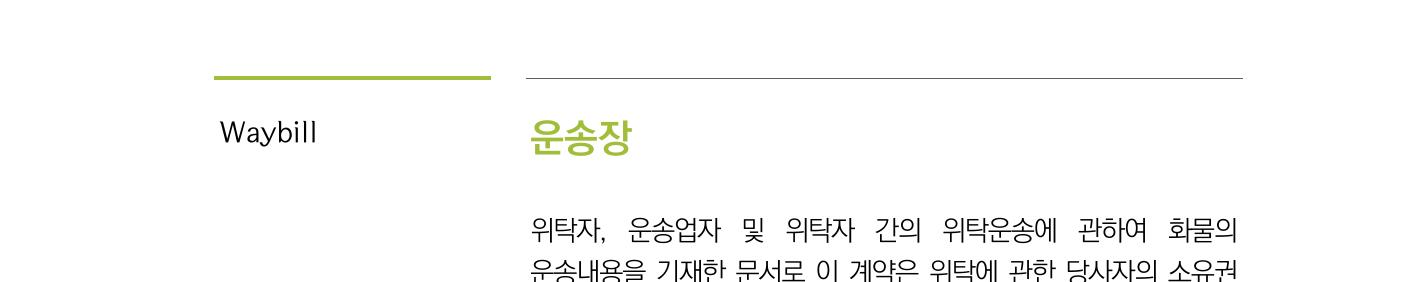 Waybill
운송장
위탁자, 운송업자 및 위탁자 간의 위탁운송에 관하여 화물의
운송내용을 기재한 문서로 이 계약은 위탁에 관한 당사자의 소유권